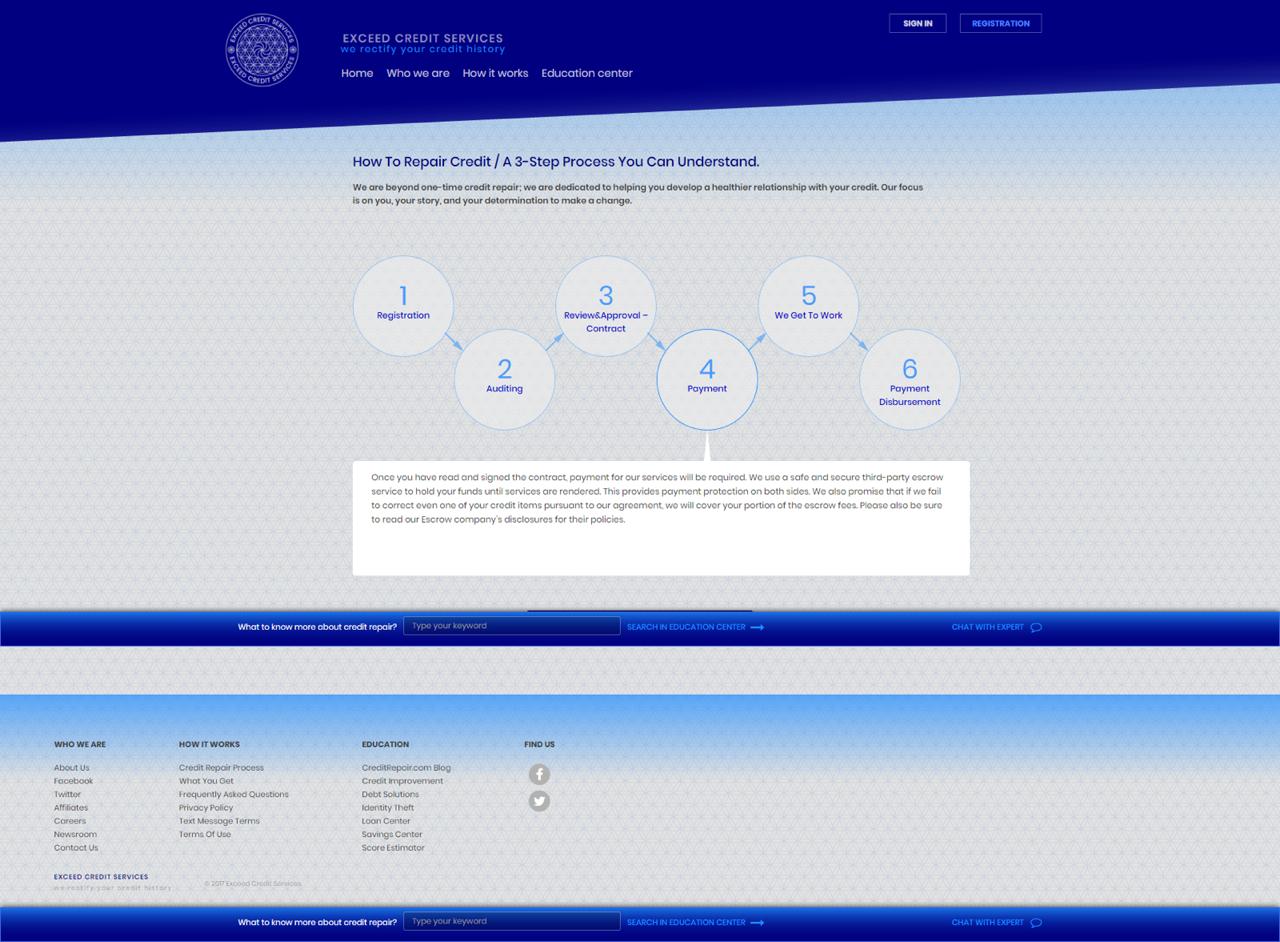 EXCEED CREDIT SERVICES
EXCEED CREDIT SERVICES
EXCEED CREDIT SERVICES
we rectify your credit history
SIGN IN
REGISTRATION
Home Who we are How it works Education center
How To Repair Credit / A 3-Step Process You Can Understand.
We are beyond one-time credit repair; we are dedicated to helping you develop a healthier relationship with your credit. Our focus
is on you, your story, and your determination to make a change.
1
Registration
2
Auditing
3
Review&Approval –
Contract
4
Payment
5
We Get To Work
6
Payment
Disbursement
Once you have read and signed the contract, payment for our services will be required. We use a safe and secure third-party escrow
service to hold your funds until services are rendered. This provides payment protection on both sides. We also promise that if we fail
to correct even one of your credit items pursuant to our agreement, we will cover your portion of the escrow fees. Please also be sure
to read our Escrow company's disclosures for their policies.
What to know more about credit repair? Type your keyword SEARCH IN EDUCATION CENTER CHAT WITH EXPERT
WHO WE ARE
About Us
Facebook
Twitter
Affiliates
Careers
Newsroom
Contact Us
HOW IT WORKS
Credit Repair Process
What You Get
Frequently Asked Questions
Privacy Policy
Text Message Terms
Terms Of Use
EDUCATION
CreditRepair.com Blog
Credit Improvement
Debt Solutions
Identity Theft
Loan Center
Savings Center
Score Estimator
FIND US
EXCEED CREDIT SERVICES
we rectify your credit history
© 2017 Exceed Credit Services
What to know more about credit repair? Type your keyword SEARCH IN EDUCATION CENTER CHAT WITH EXPERT